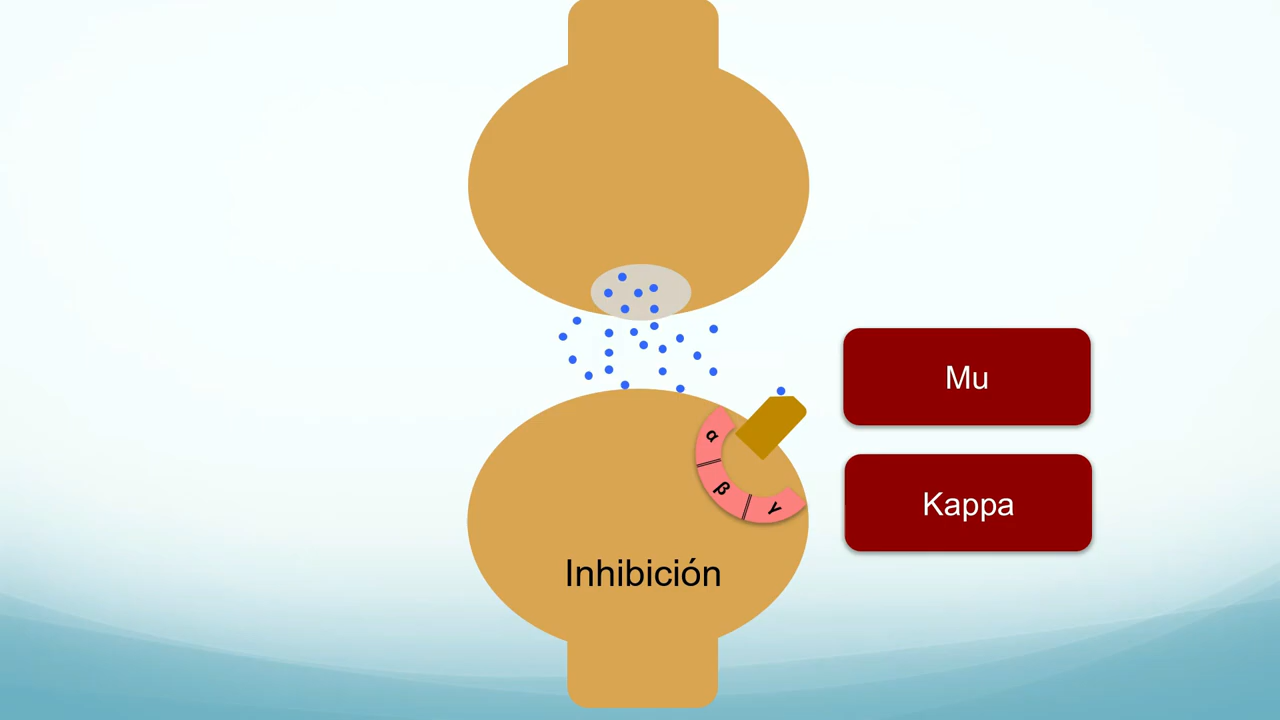 Mu
α
β
γ
Kappa
Inhibición